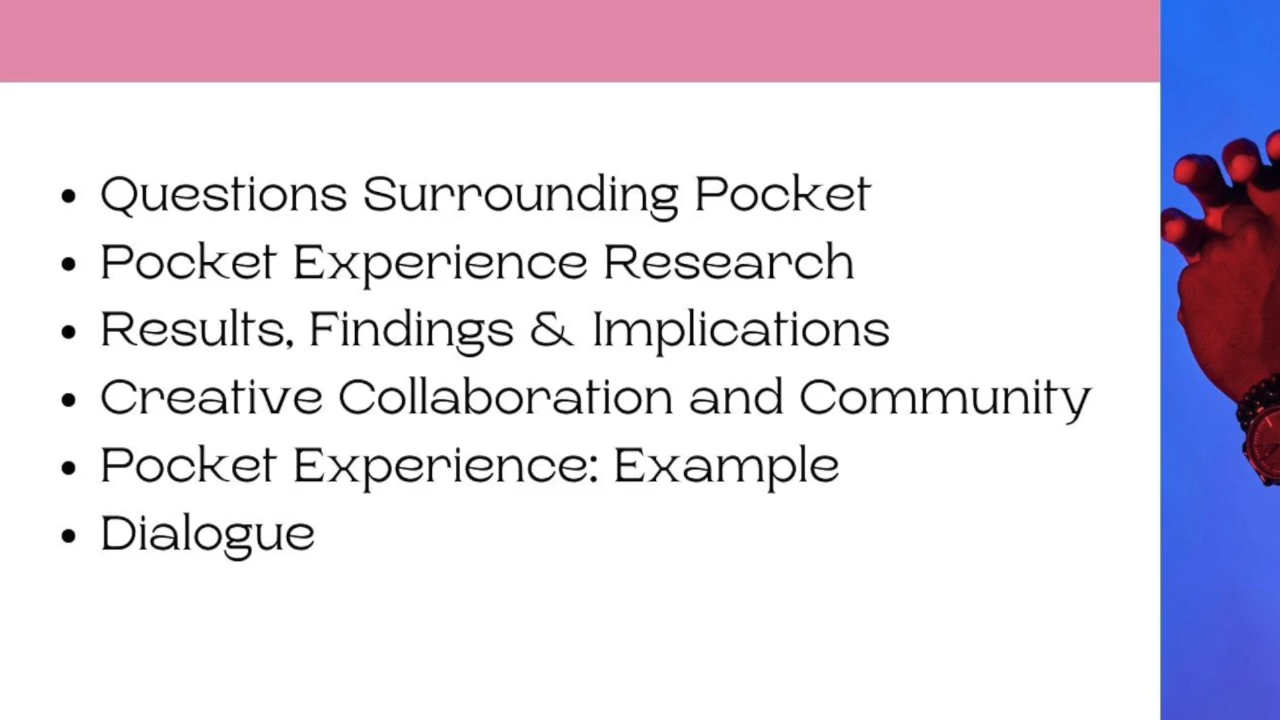 Questions Surrounding Pocket
Pocket Experience Research
Results, Findings & Implications
Creative Collaboration and Community
Pocket Experience: Example
Dialogue